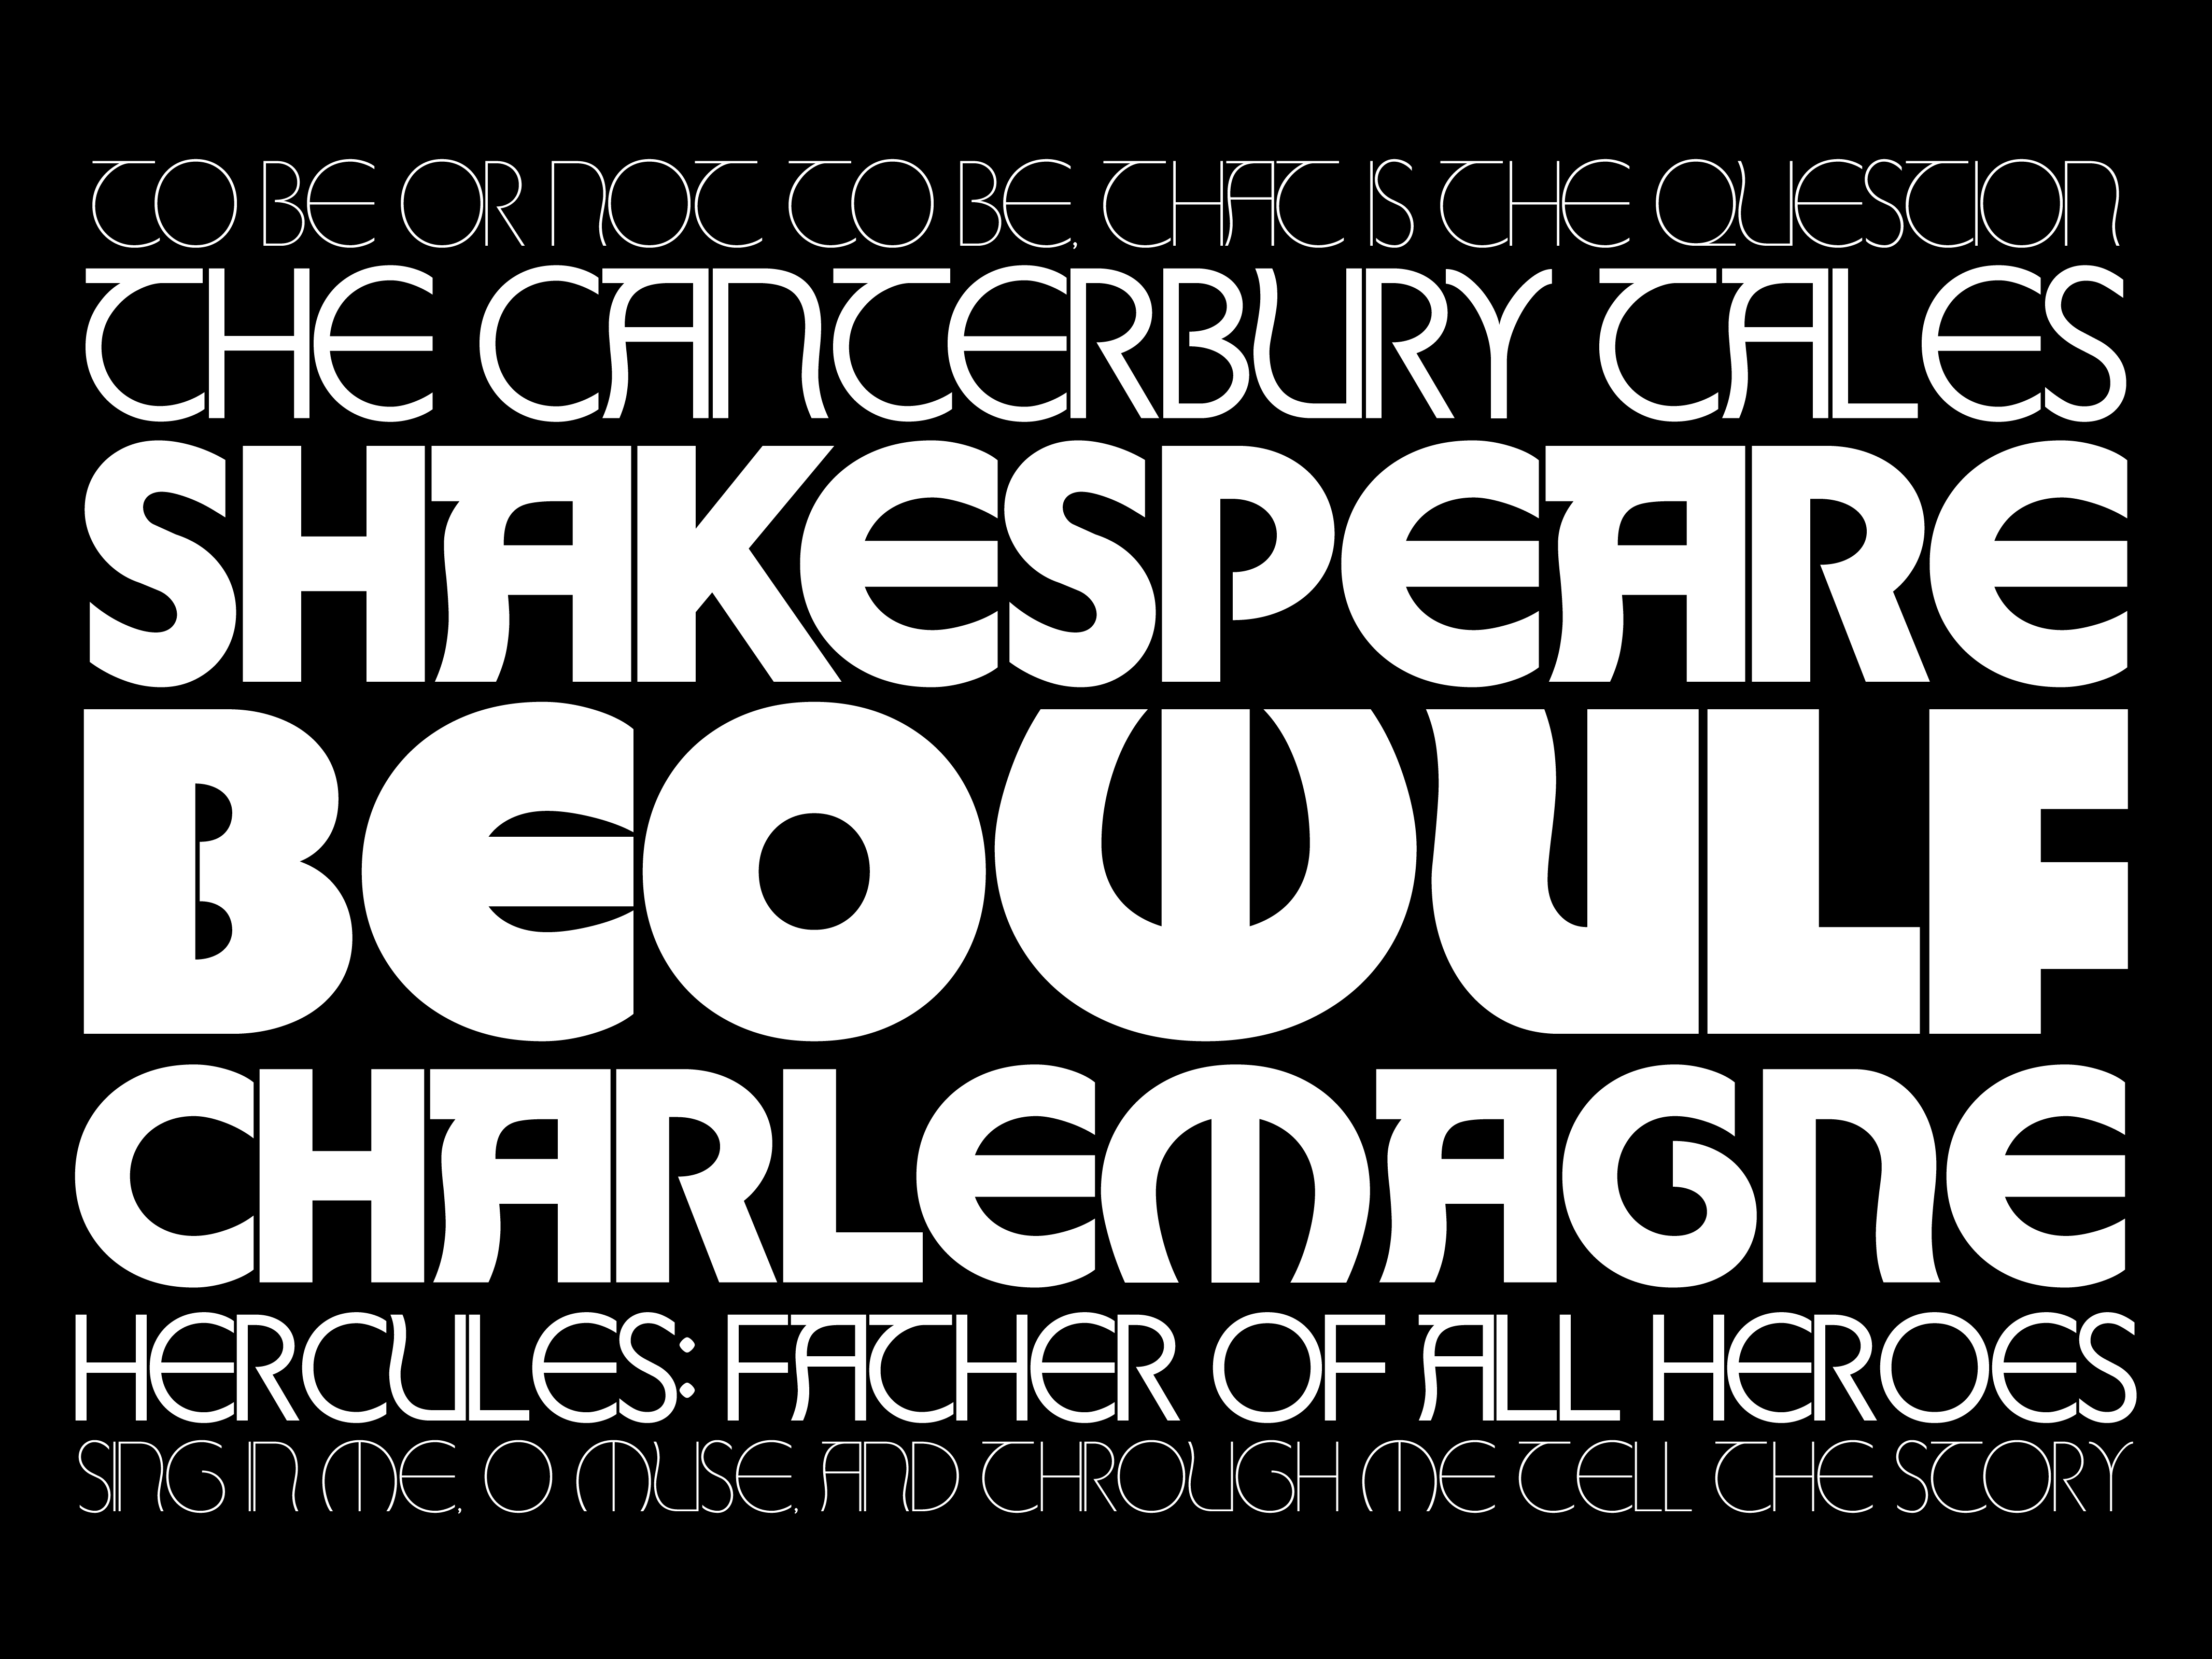 TO BE OR NOT TO BE, THAT IS THE QUESTION
THE CANTERBURY TALES
SHAKESPEARE
BEOWULF
CHARLEMAGNE
HERCULES: FATHER OF ALL HEROES
SING IN ME, O MUSE, AND THROUGH ME TELL THE STORY